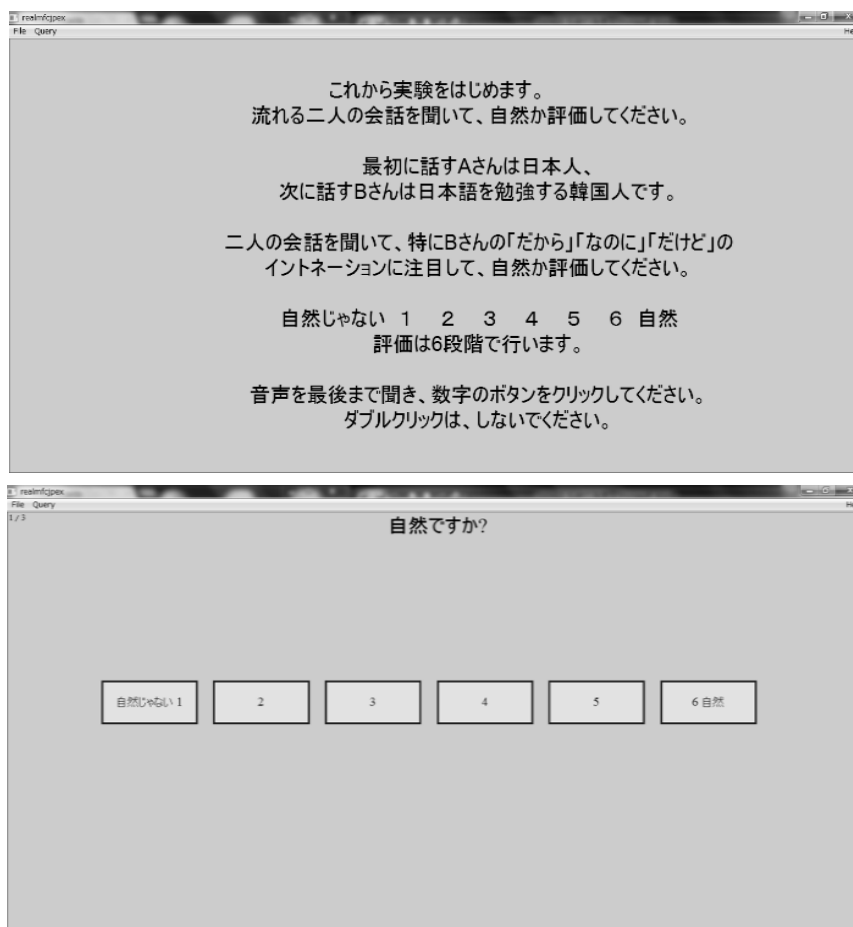 realmfcjpex
File Query He
これから実験をはじめます。
流れる二人の会話を聞いて、自然か評価してください。
最初に話すAさんは日本人、
次に話すBさんは日本語を勉強する韓国人です。
二人の会話を聞いて、特にBさんの｢だから｣｢なのに｣｢だけど｣の
イントネーションに注目して、自然か評価してください。
自然じゃない 1 2 3 4 5 6 自然
評価は6段階で行います。
音声を最後まで聞き、数字のボタンをクリックしてください。
ダブルクリックは、しないでください。
realmfcjpex
File Query He
1 / 3
自然ですか?
自然じゃない 1 2 3 4 5 6 自然